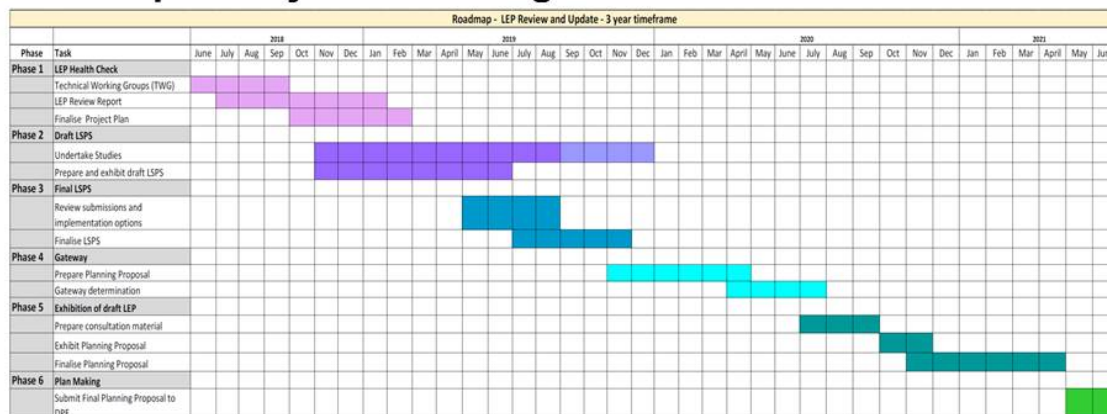 Roadmap - LEP Review and Update - 3 year timeframe
2018 2019 2020 2021
Phase Task June July Aug Sep Oct Nov Dec Jan Feb Mar April May June July Aug Sep Oct Nov Dec Jan Feb Mar April May June July Aug Sep Oct Nov Dec Jan Feb Mar April May
Phase 1 LEP Health Check
Technical Working Groups (TWG)
LEP Review Report
Finalise Project Plan
Phase 2 Draft LSPS
Undertake Studies
Prepare and exhibit draft LSPS
Phase 3 Final LSPS
Review submissions and
implementation options
Finalise LSPS
Phase 4 Gateway
Prepare Planning Proposal
Gateway determination
Phase 5 Exhibition of draft LEP
Prepare consultation material
Exhibit Planning Proposal
Finalise Planning Proposal
Phase 6 Plan Making
Submit Final Planning Proposal to